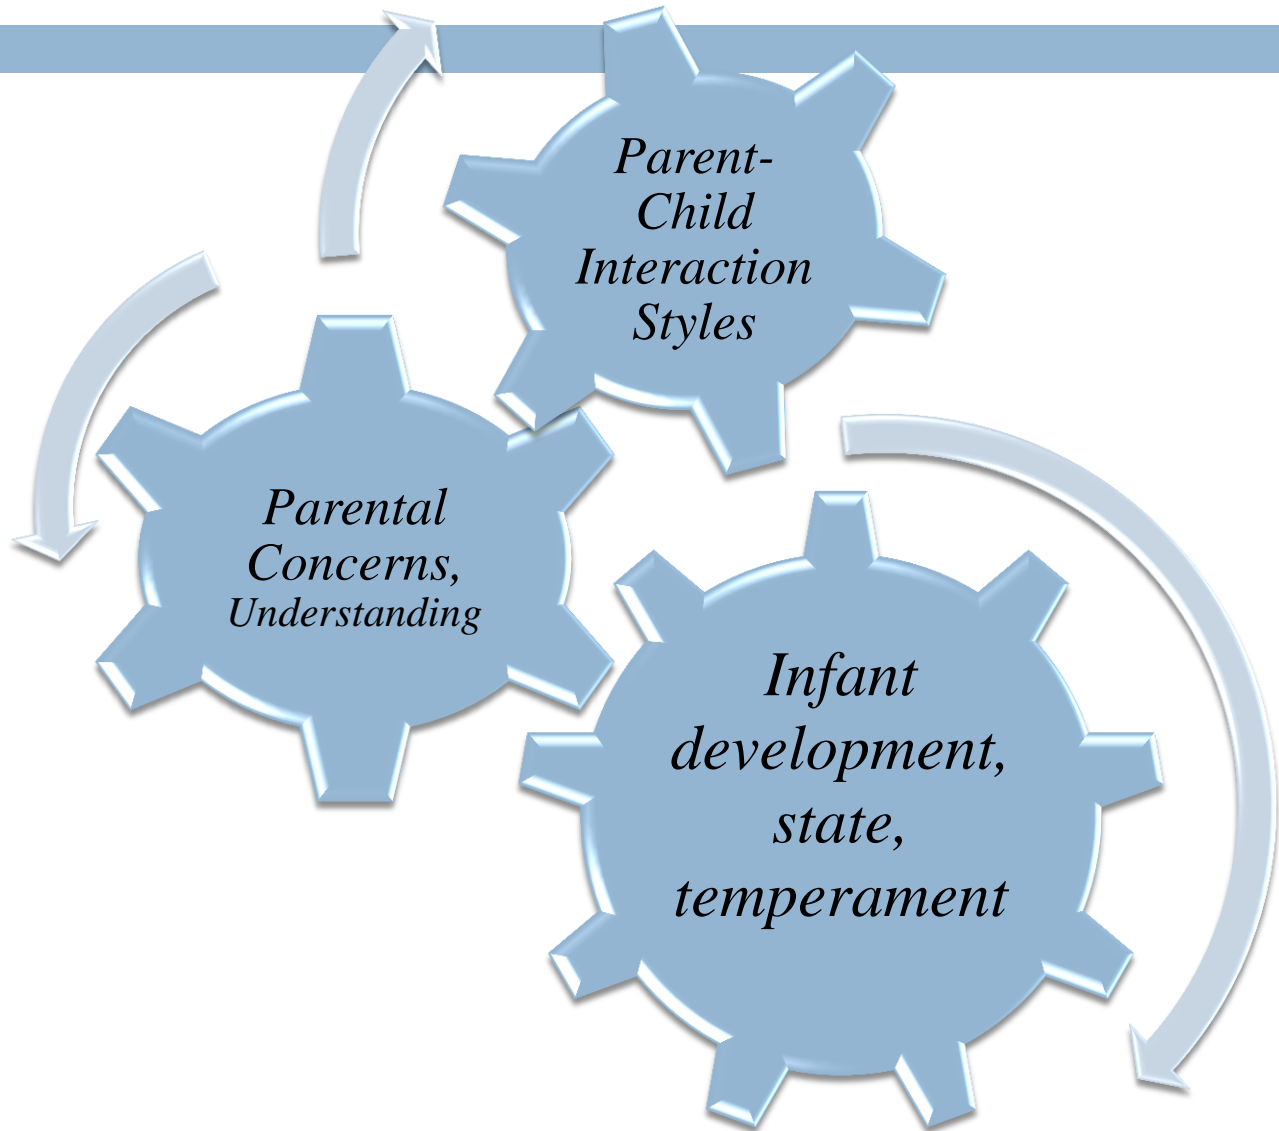 Parent-
Child
Interaction
Styles
Parental
Concerns,
Understanding
Infant
development,
state,
temperament